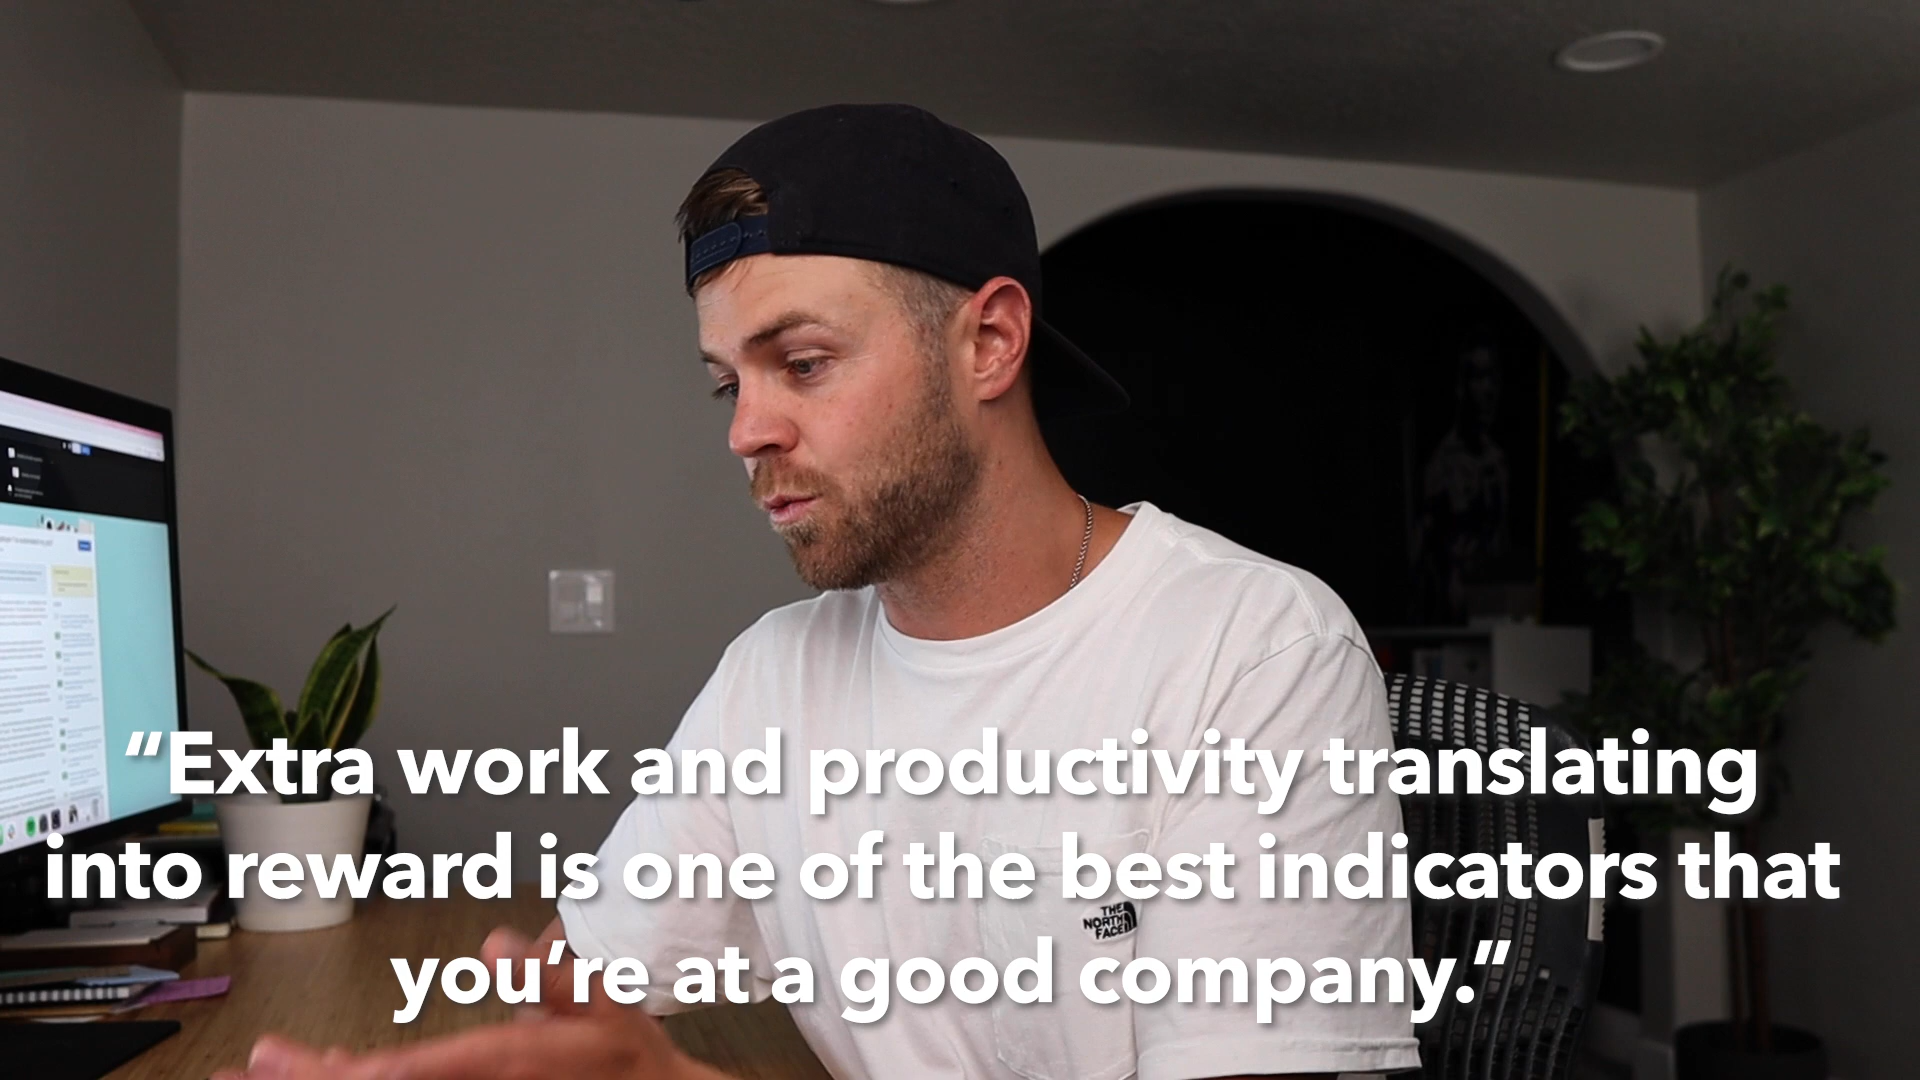 “Extra work and productivity translating
into reward is one of the best indicators that
you’re at a good company.“
THE
NORTH
FACE